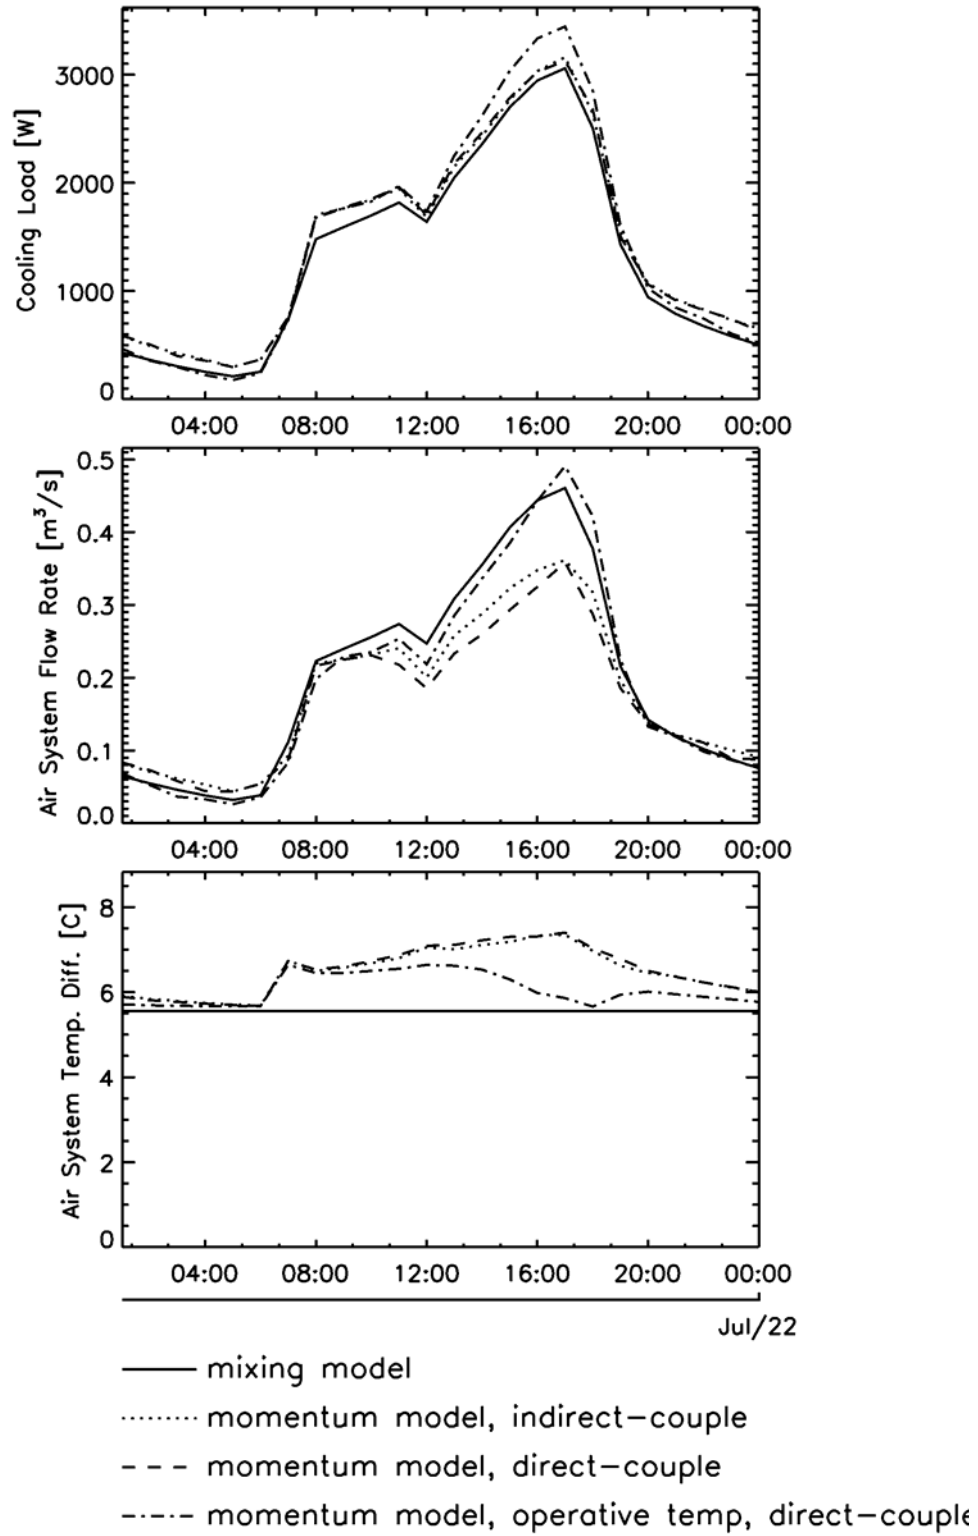 Cooling Load [W]
3000
2000
1000
0
04:00 08:00 12:00 16:00 20:00 00:00
Air System Flow Rate [m³/s]
0.5
0.4
0.3
0.2
0.1
0.0
04:00 08:00 12:00 16:00 20:00 00:00
Air System Temp. Diff. [C]
8
6
4
2
0
04:00 08:00 12:00 16:00 20:00 00:00
Jul/22
mixing model
momentum model, indirect-couple
momentum model, direct-couple
momentum model, operative temp, direct-couple